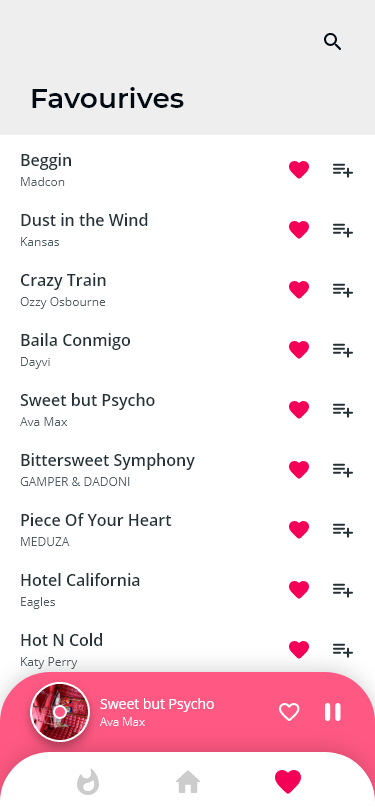 Favourives
Beggin
Madcon
Dust in the Wind
Kansas
Crazy Train
Ozzy Osbourne
Baila Conmigo
Dayvi
Sweet but Psycho
Ava Max
Bittersweet Symphony
GAMPER & DADONI
Piece Of Your Heart
MEDUZA
Hotel California
Eagles
Hot N Cold
Katy Perry
Sweet but Psycho
Ava Max